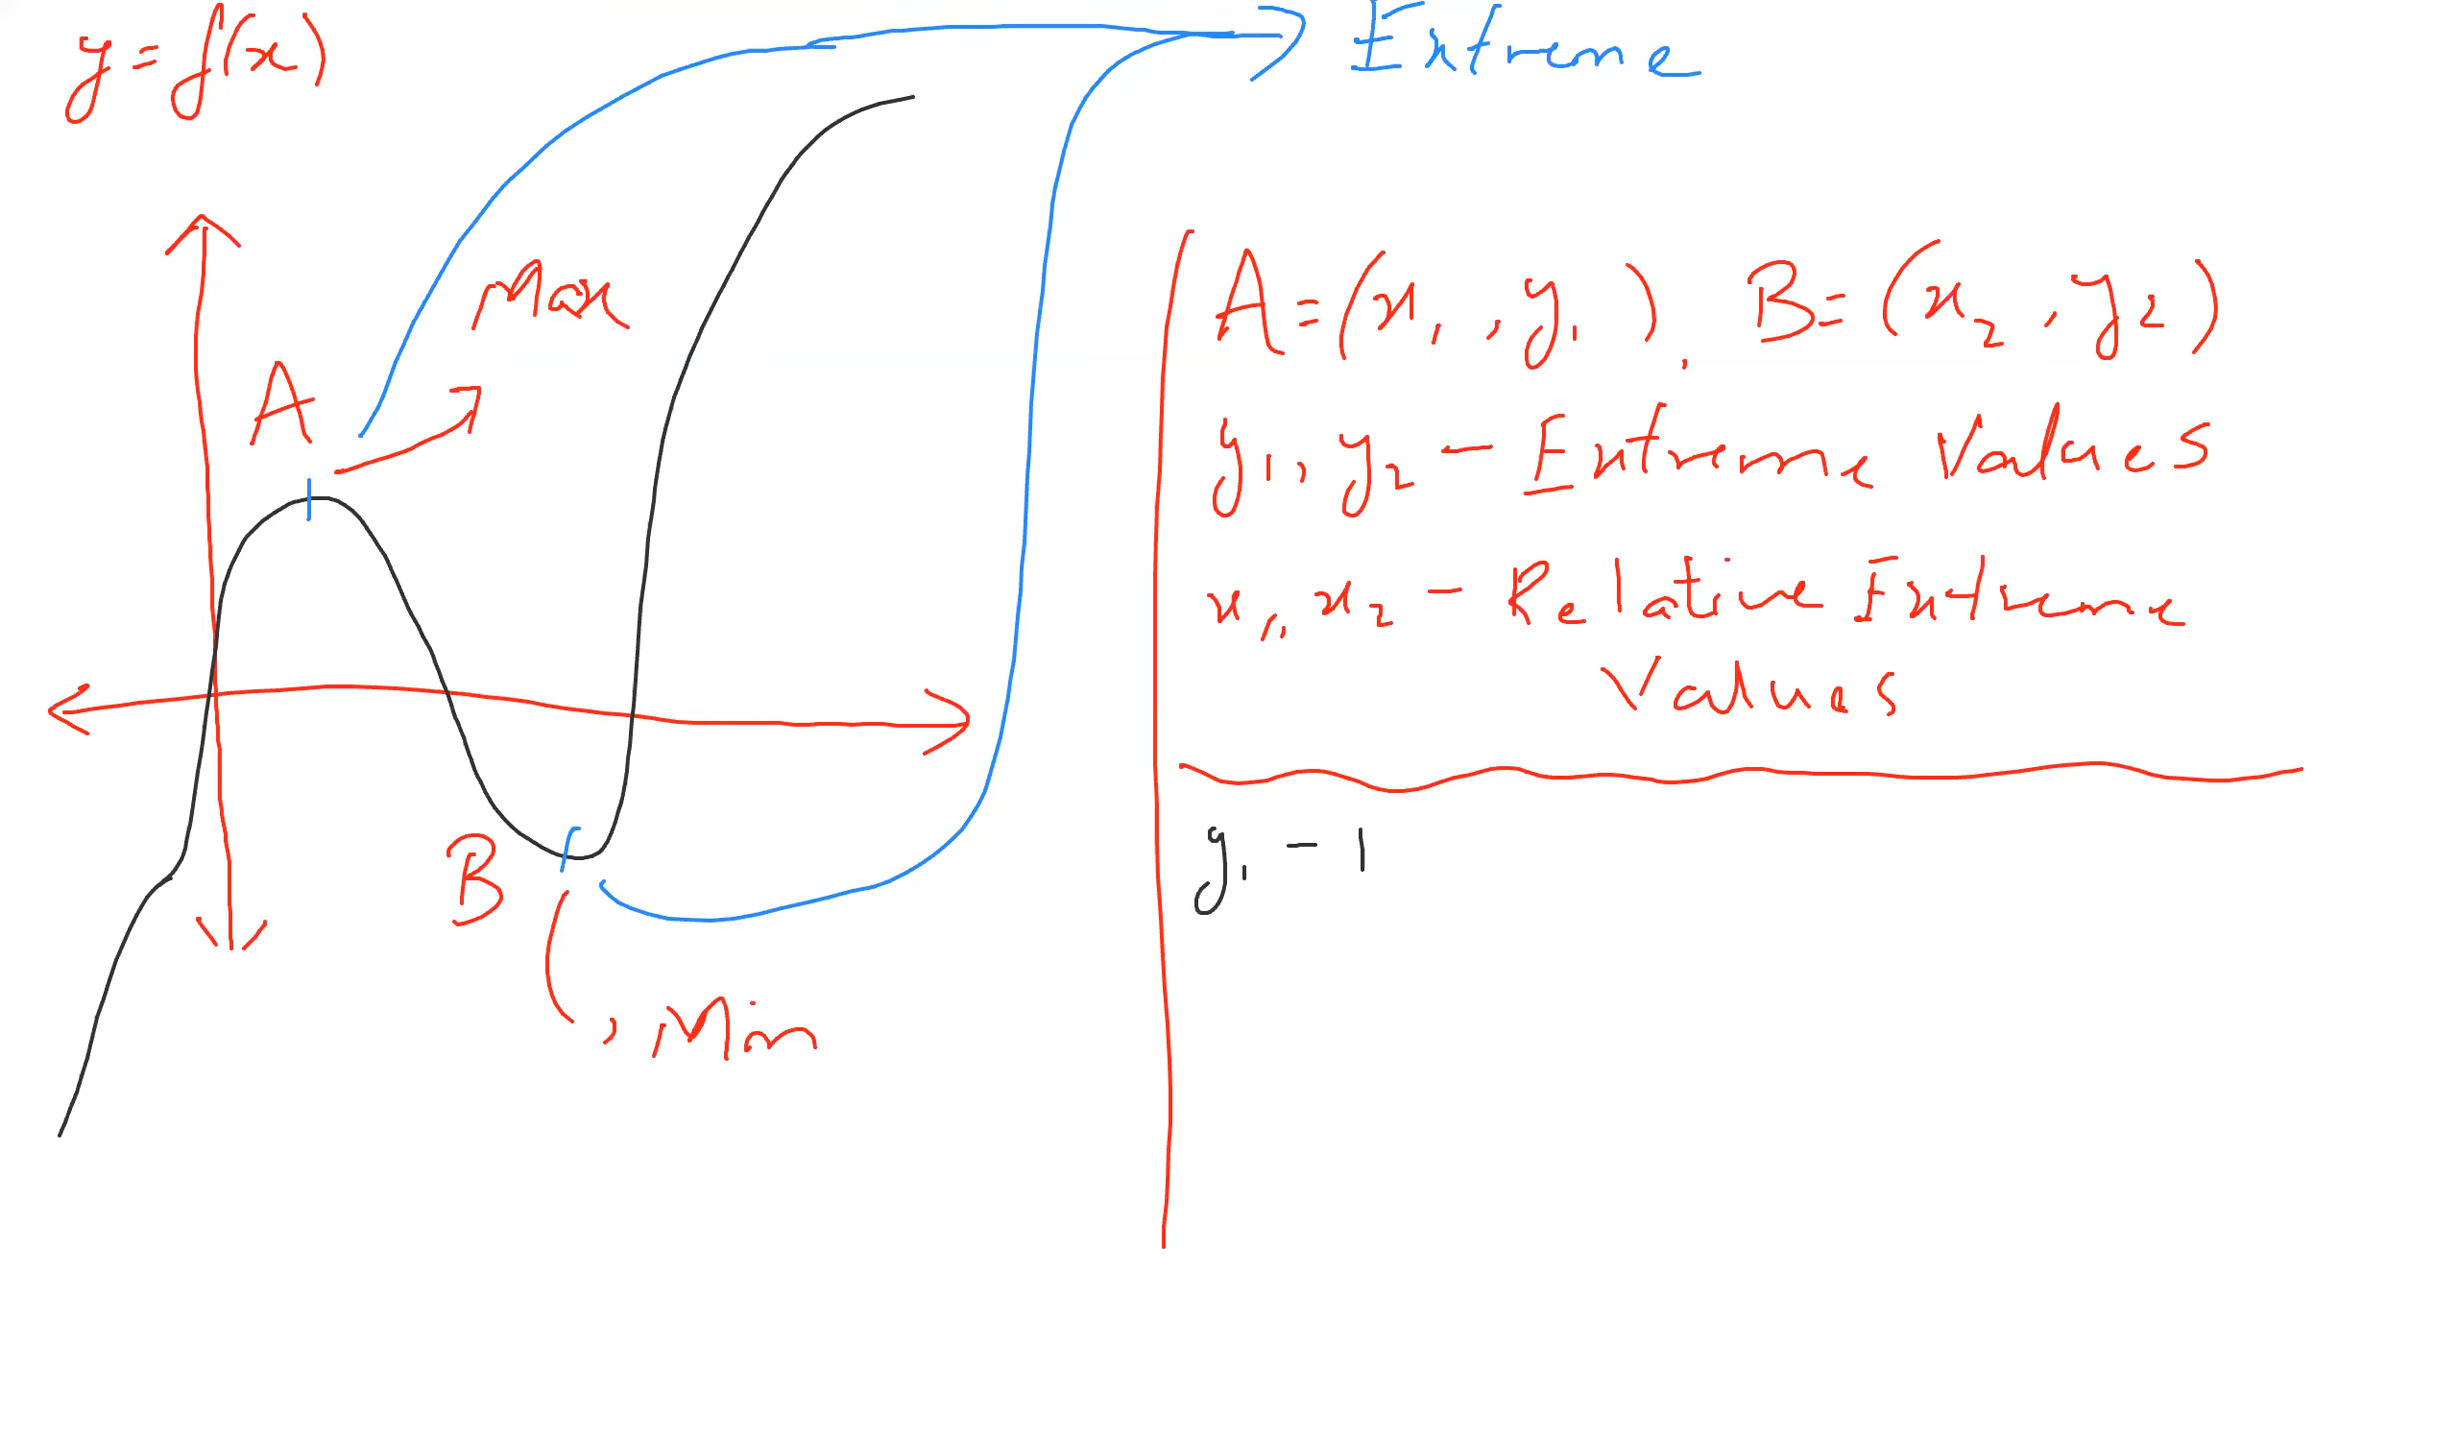 y = f(x)
Extreme
Max
A
B
Min
A = (x₁, y₁), B = (x₂, y₂)
y₁, y₂ - Extreme Values
x₁, x₂ - Relative Extreme
Values
y₁ - 1